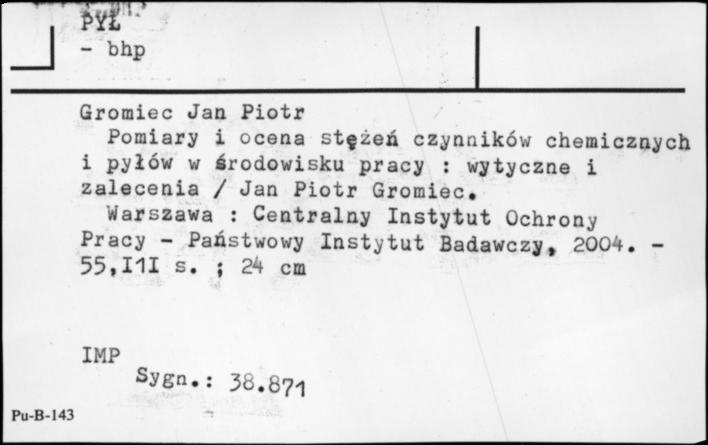 PYŁ
- bhp
Gromiec Jan Piotr
Pomiary i ocena stężeń czynników chemicznych
i pyłów w środowisku pracy : wytyczne i
zalecenia / Jan Piotr Gromiec.
Warszawa : Centralny Instytut Ochrony
Pracy - Państwowy Instytut Badawczy, 2004. -
55,I1I s. ; 24 cm
IMP
Sygn.: 38.871
Pu-B-143